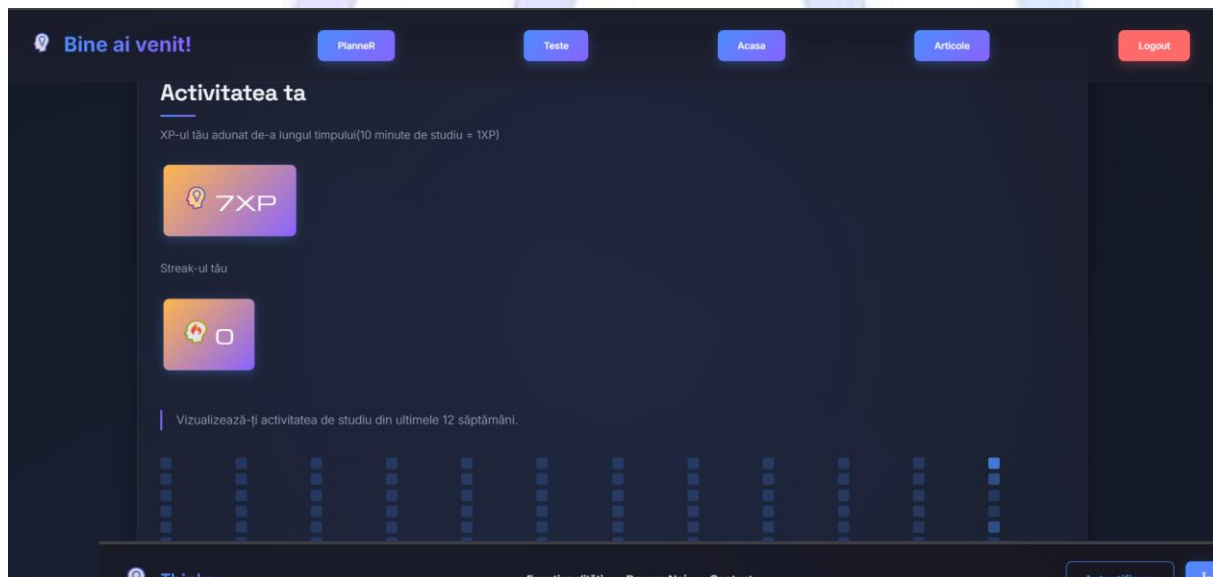 Bine ai venit!
PlanneR
Teste
Acasa
Articole
Logout
Activitatea ta
XP-ul tău adunat de-a lungul timpului(10 minute de studiu = 1XP)
7XP
Streak-ul tău
0
Vizualizează-ți activitatea de studiu din ultimele 12 săptămâni.